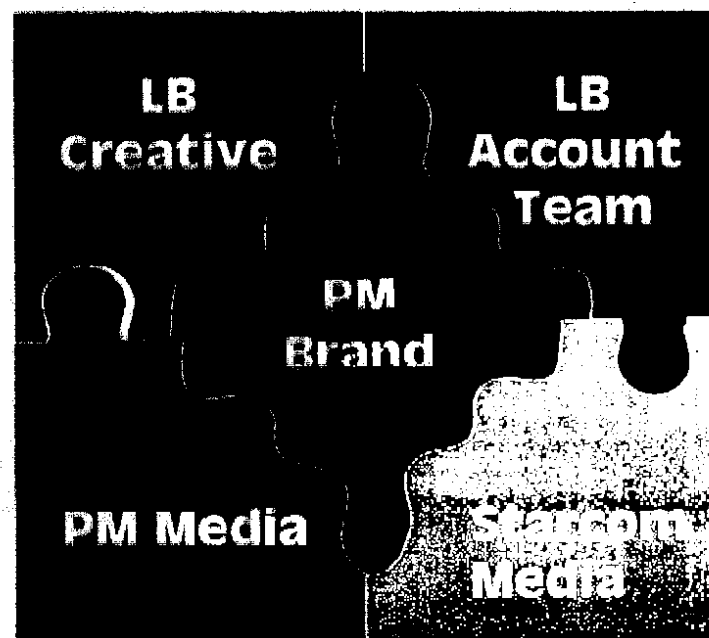 LB
Creative
LB
Account
Team
PM
Brand
PM Media
Starcom
Media